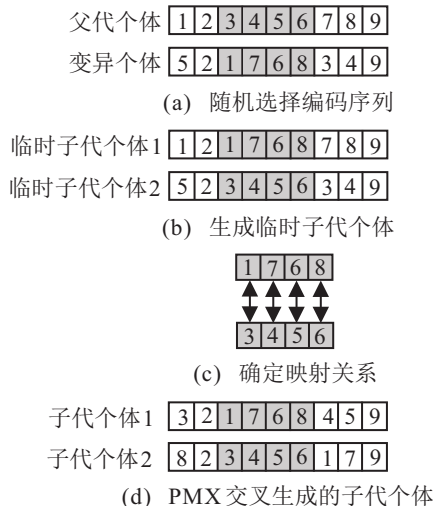 父代个体 1 2 3 4 5 6 7 8 9
变异个体 5 2 1 7 6 8 3 4 9
(a) 随机选择编码序列
临时子代个体1 1 2 1 7 6 8 7 8 9
临时子代个体2 5 2 3 4 5 6 3 4 9
(b) 生成临时子代个体
1 7 6 8
3 4 5 6
(c) 确定映射关系
子代个体1 3 2 1 7 6 8 4 5 9
子代个体2 8 2 3 4 5 6 1 7 9
(d) PMX交叉生成的子代个体